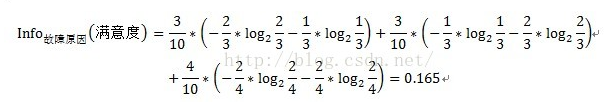 Info故障原因(满意度) = 3/10 * (−2/3 * log₂ 2/3 − 1/3 * log₂ 1/3) + 3/10 * (−1/3 * log₂ 1/3 − 2/3 * log₂ 2/3)
+ 4/10 * (−2/4 * log₂ 2/4 − 2/4 * log₂ 2/4) = 0.165↵
http://blog.csdn.net/